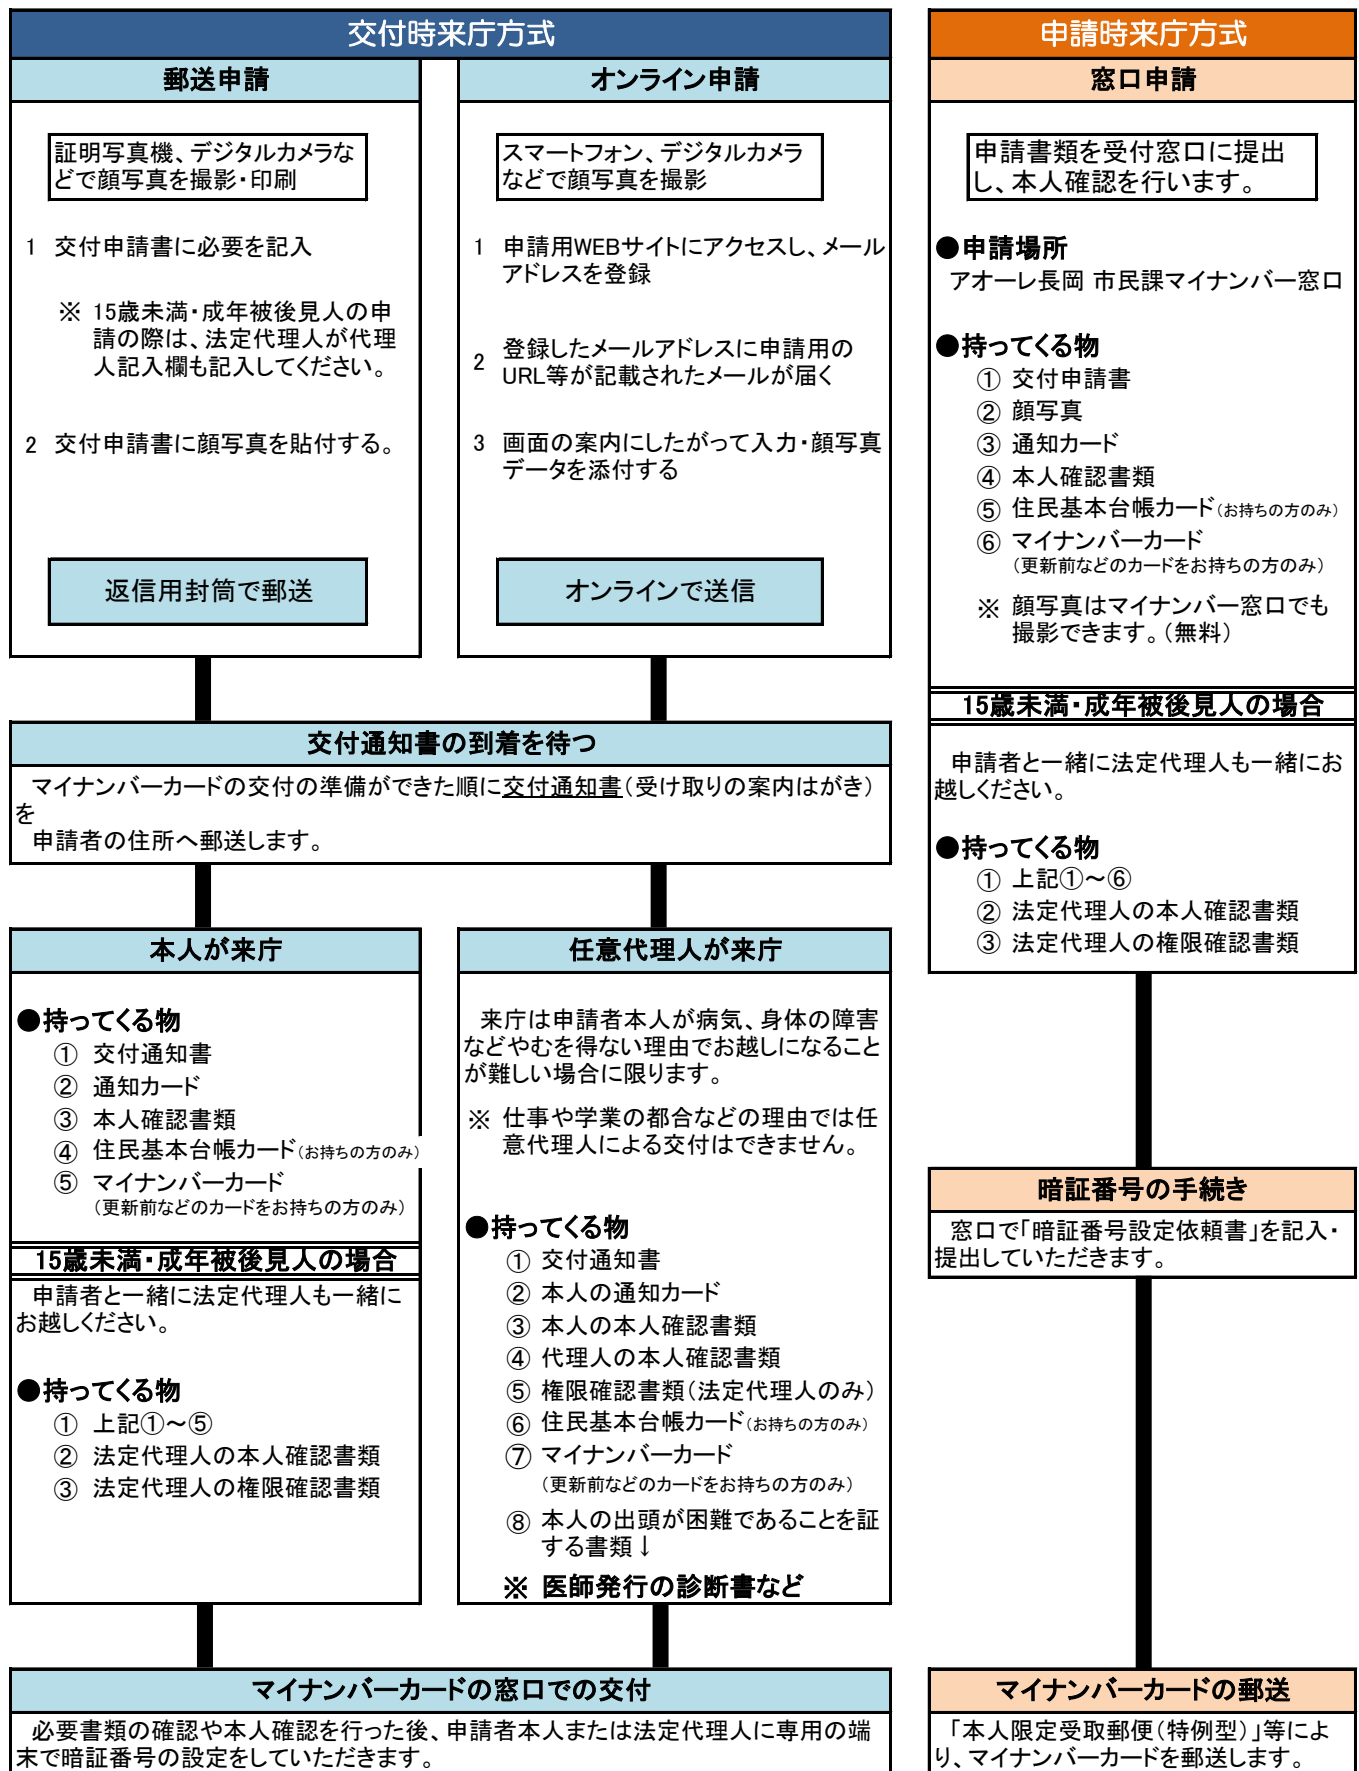 交付時来庁方式
郵送申請
証明写真機、デジタルカメラな
どで顔写真を撮影・印刷
1 交付申請書に必要を記入
※ 15歳未満・成年被後見人の申
請の際は、法定代理人が代理
人記入欄も記入してください。
2 交付申請書に顔写真を貼付する。
返信用封筒で郵送
オンライン申請
スマートフォン、デジタルカメラ
などで顔写真を撮影
1 申請用WEBサイトにアクセスし、メール
アドレスを登録
2 登録したメールアドレスに申請用の
URL等が記載されたメールが届く
3 画面の案内にしたがって入力・顔写真
データを添付する
オンラインで送信
交付通知書の到着を待つ
マイナンバーカードの交付の準備ができた順に交付通知書(受け取りの案内はがき)
を
申請者の住所へ郵送します。
本人が来庁
●持ってくる物
① 交付通知書
② 通知カード
③ 本人確認書類
④ 住民基本台帳カード(お持ちの方のみ)
⑤ マイナンバーカード
(更新前などのカードをお持ちの方のみ)
15歳未満・成年被後見人の場合
申請者と一緒に法定代理人も一緒に
お越しください。
●持ってくる物
① 上記①～⑤
② 法定代理人の本人確認書類
③ 法定代理人の権限確認書類
任意代理人が来庁
来庁は申請者本人が病気、身体の障害
などやむを得ない理由でお越しになること
が難しい場合に限ります。
※ 仕事や学業の都合などの理由では任
意代理人による交付はできません。
●持ってくる物
① 交付通知書
② 本人の通知カード
③ 本人の本人確認書類
④ 代理人の本人確認書類
⑤ 権限確認書類(法定代理人のみ)
⑥ 住民基本台帳カード(お持ちの方のみ)
⑦ マイナンバーカード
(更新前などのカードをお持ちの方のみ)
⑧ 本人の出頭が困難であることを証
する書類↓
※ 医師発行の診断書など
マイナンバーカードの窓口での交付
必要書類の確認や本人確認を行った後、申請者本人または法定代理人に専用の端
末で暗証番号の設定をしていただきます。
申請時来庁方式
窓口申請
申請書類を受付窓口に提出
し、本人確認を行います。
●申請場所
アオーレ長岡 市民課マイナンバー窓口
●持ってくる物
① 交付申請書
② 顔写真
③ 通知カード
④ 本人確認書類
⑤ 住民基本台帳カード(お持ちの方のみ)
⑥ マイナンバーカード
(更新前などのカードをお持ちの方のみ)
※ 顔写真はマイナンバー窓口でも
撮影できます。(無料)
15歳未満・成年被後見人の場合
申請者と一緒に法定代理人も一緒にお
越しください。
●持ってくる物
① 上記①～⑥
② 法定代理人の本人確認書類
③ 法定代理人の権限確認書類
暗証番号の手続き
窓口で「暗証番号設定依頼書」を記入・
提出していただきます。
マイナンバーカードの郵送
「本人限定受取郵便(特例型)」等によ
り、マイナンバーカードを郵送します。